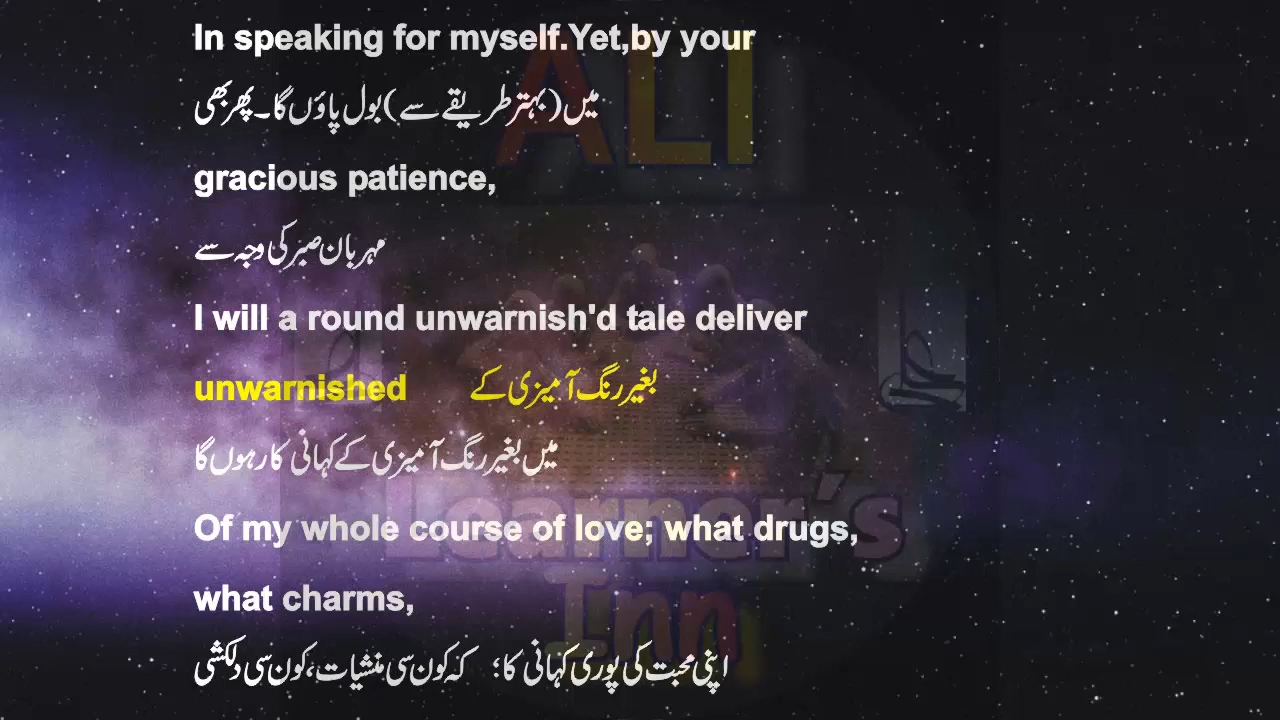 In speaking for myself.Yet,by your
میں (بہتر طریقے سے) بول پاؤں گا۔ پھر بھی
gracious patience,
مہربان صبر کی وجہ سے
I will a round unwarnish'd tale deliver
unwarnished بغیر رنگ آمیزی کے
میں بغیر رنگ آمیزی کے کہانی کا رہوں گا
Of my whole course of love; what drugs,
what charms,
اپنی محبت کی پوری کہانی کا؛ کہ کون سی منشیات، کون سی دلکشی
ALI
Learner's
Inn